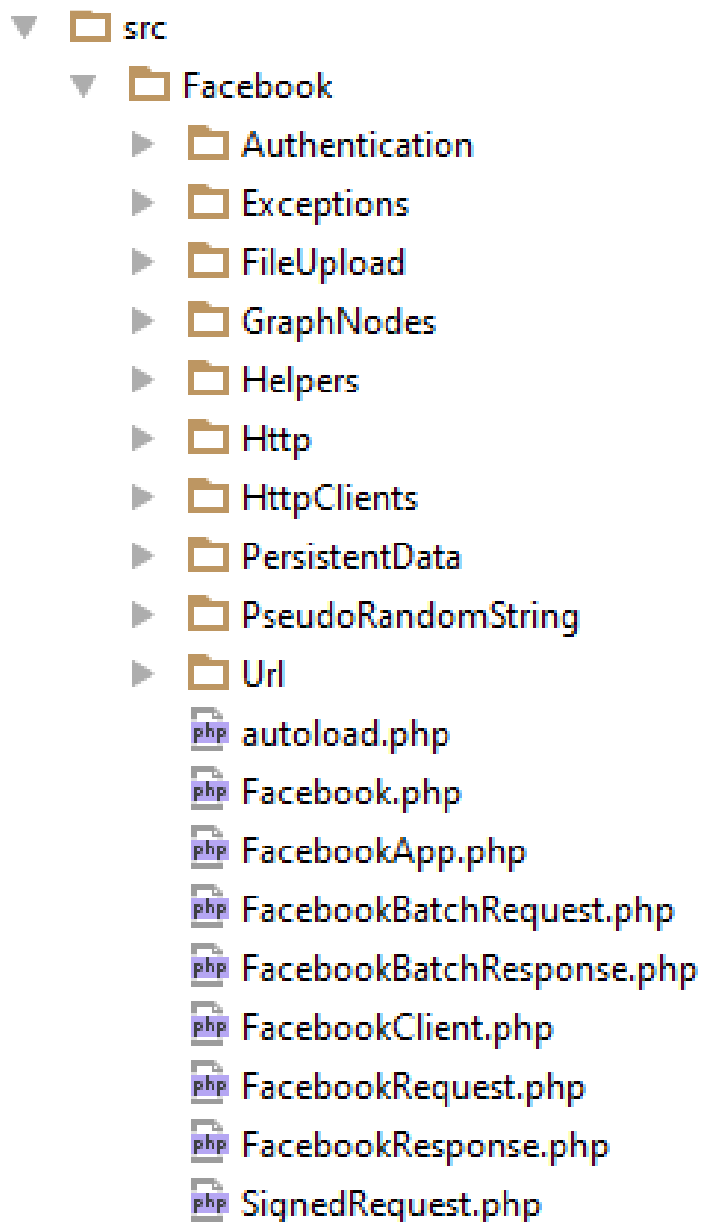 src
Facebook
Authentication
Exceptions
FileUpload
GraphNodes
Helpers
Http
HttpClients
PersistentData
PseudoRandomString
Url
php autoload.php
php Facebook.php
php FacebookApp.php
php FacebookBatchRequest.php
php FacebookBatchResponse.php
php FacebookClient.php
php FacebookRequest.php
php FacebookResponse.php
php SignedRequest.php